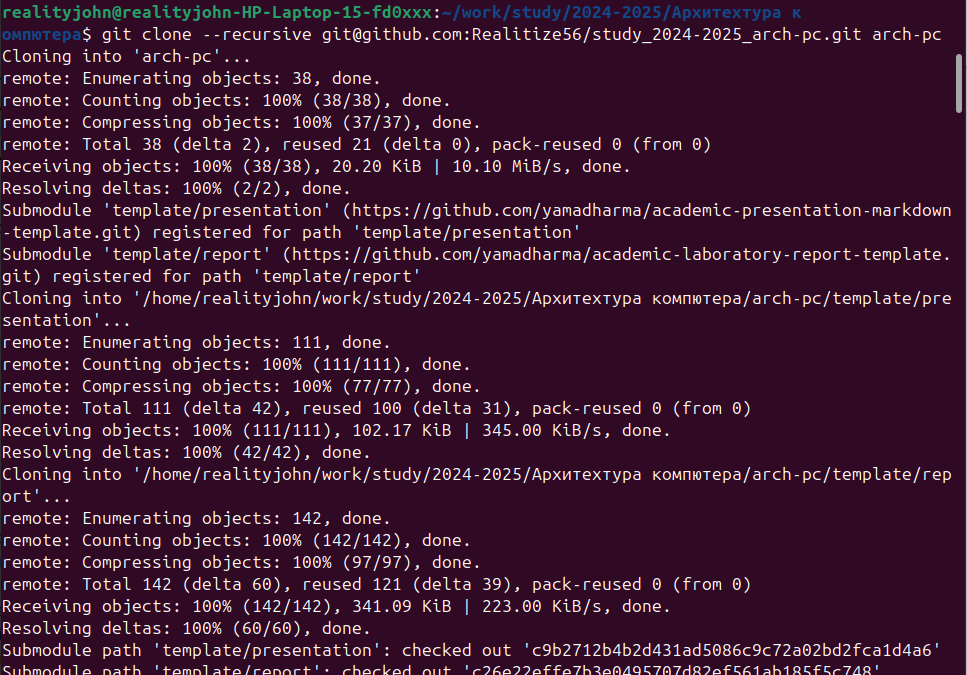 realityjohn@realityjohn-HP-Laptop-15-fd0xxx:~/work/study/2024-2025/Архитехтура к
омпютера$ git clone --recursive git@github.com:Realitize56/study_2024-2025_arch-pc.git arch-pc
Cloning into 'arch-pc'...
remote: Enumerating objects: 38, done.
remote: Counting objects: 100% (38/38), done.
remote: Compressing objects: 100% (37/37), done.
remote: Total 38 (delta 2), reused 21 (delta 0), pack-reused 0 (from 0)
Receiving objects: 100% (38/38), 20.20 KiB | 10.10 MiB/s, done.
Resolving deltas: 100% (2/2), done.
Submodule 'template/presentation' (https://github.com/yamadharma/academic-presentation-markdown
-template.git) registered for path 'template/presentation'
Submodule 'template/report' (https://github.com/yamadharma/academic-laboratory-report-template.
git) registered for path 'template/report'
Cloning into '/home/realityjohn/work/study/2024-2025/Архитехтура компютера/arch-pc/template/pre
sentation'...
remote: Enumerating objects: 111, done.
remote: Counting objects: 100% (111/111), done.
remote: Compressing objects: 100% (77/77), done.
remote: Total 111 (delta 42), reused 100 (delta 31), pack-reused 0 (from 0)
Receiving objects: 100% (111/111), 102.17 KiB | 345.00 KiB/s, done.
Resolving deltas: 100% (42/42), done.
Cloning into '/home/realityjohn/work/study/2024-2025/Архитехтура компютера/arch-pc/template/rep
ort'...
remote: Enumerating objects: 142, done.
remote: Counting objects: 100% (142/142), done.
remote: Compressing objects: 100% (97/97), done.
remote: Total 142 (delta 60), reused 121 (delta 39), pack-reused 0 (from 0)
Receiving objects: 100% (142/142), 341.09 KiB | 223.00 KiB/s, done.
Resolving deltas: 100% (60/60), done.
Submodule path 'template/presentation': checked out 'c9b2712b4b2d431ad5086c9c72a02bd2fca1d4a6'
Submodule path 'template/report': checked out 'c26e22effe7b3e0495707d82ef561ab185f5c748'